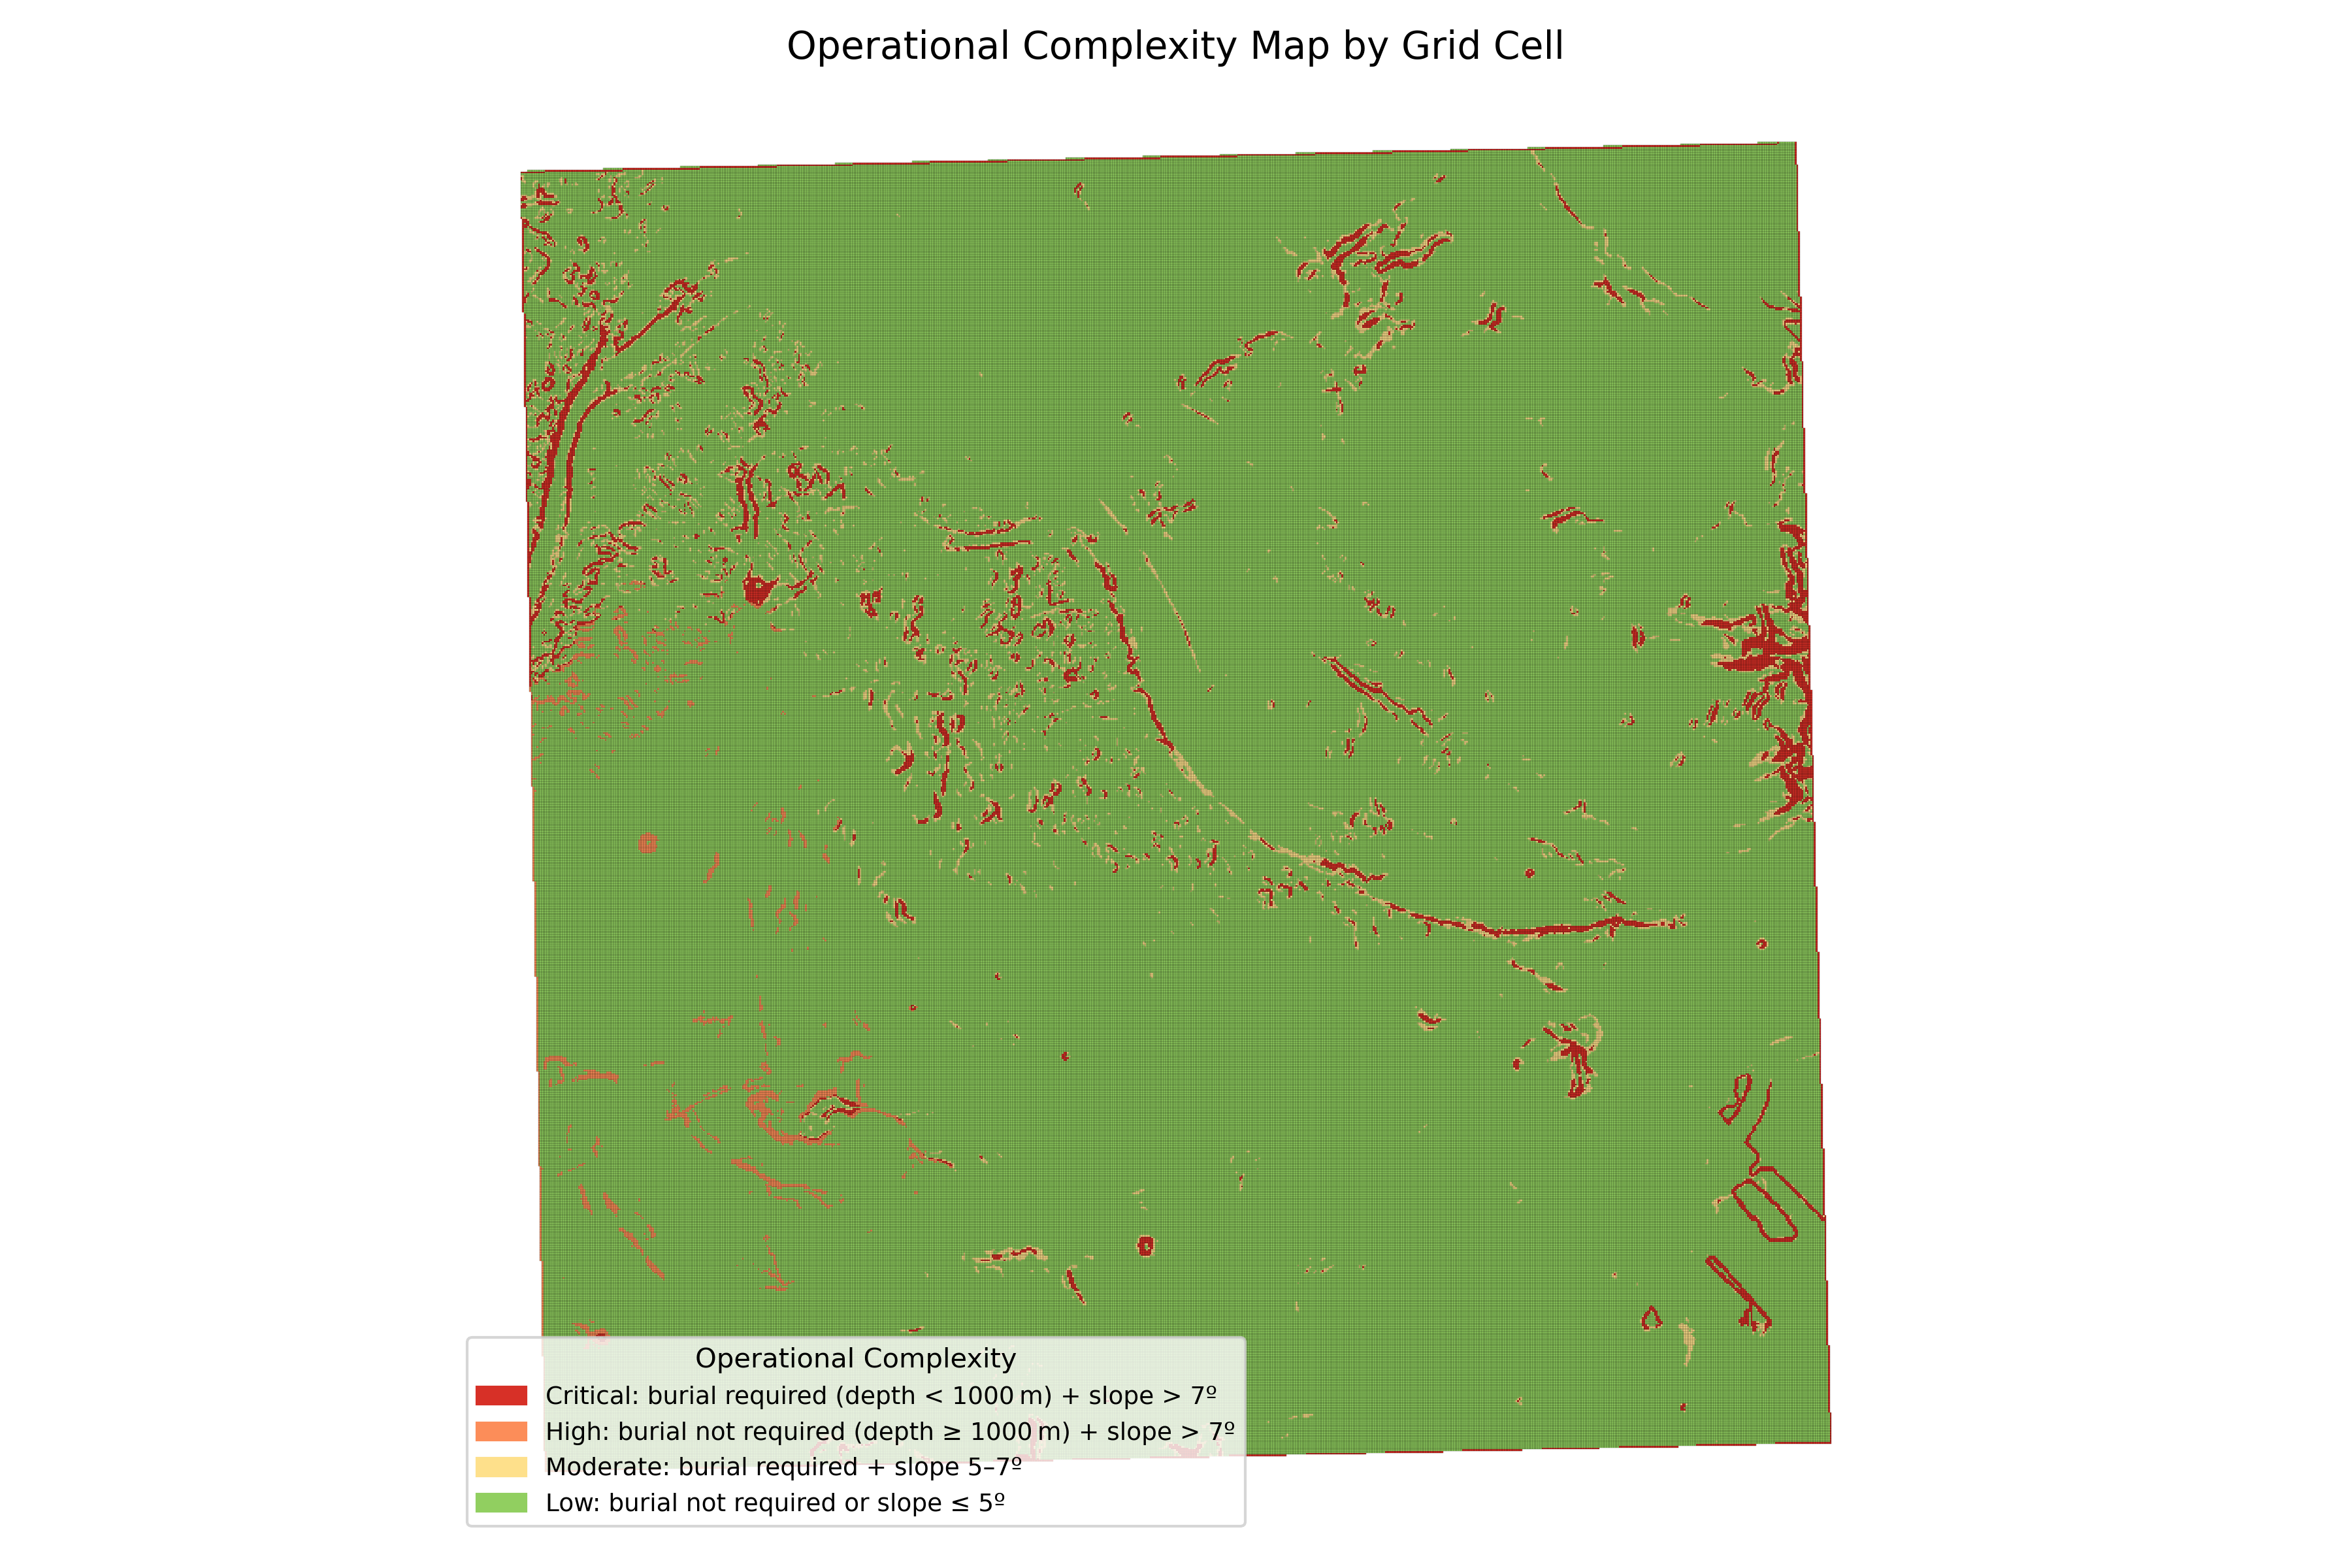 Operational Complexity Map by Grid Cell
Operational Complexity
Critical: burial required (depth < 1000 m) + slope > 7º
High: burial not required (depth ≥ 1000 m) + slope > 7º
Moderate: burial required + slope 5–7º
Low: burial not required or slope ≤ 5º